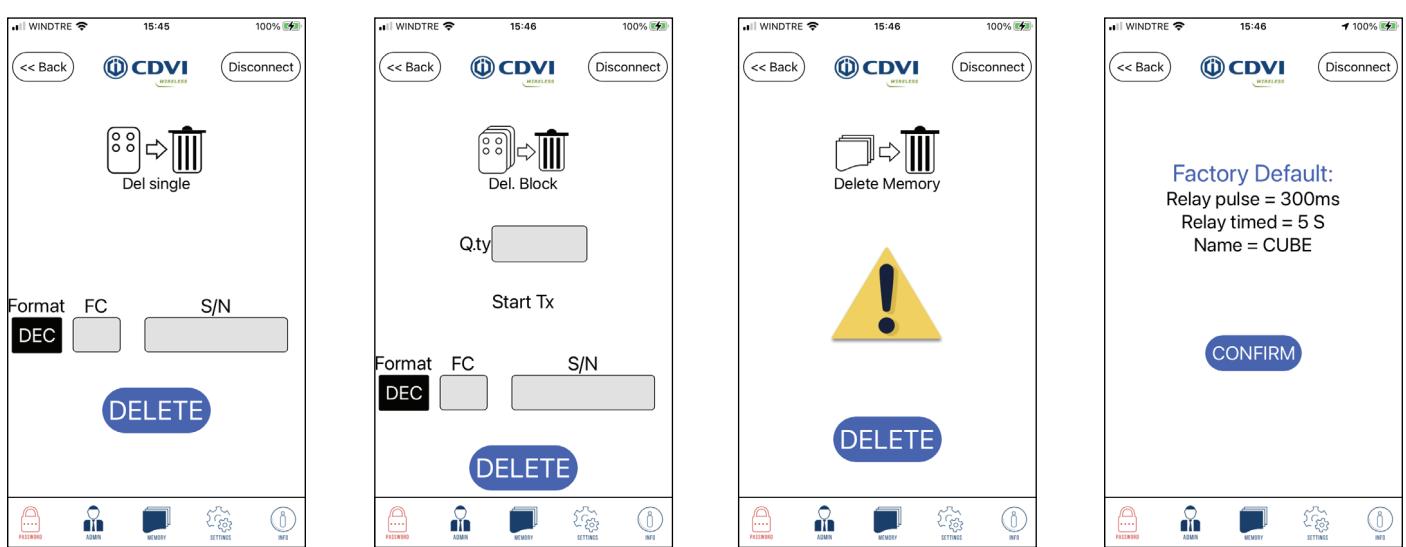 WINDTRE 15:45 100%
<< Back CDVI Disconnect
WIRELESS
Del single
Format FC S/N
DEC
DELETE
PASSWORD ADMIN MEMORY SETTINGS INFO
WINDTRE 15:46 100%
<< Back CDVI Disconnect
WIRELESS
Del. Block
Q.ty
Start Tx
Format FC S/N
DEC
DELETE
PASSWORD ADMIN MEMORY SETTINGS INFO
WINDTRE 15:46 100%
<< Back CDVI Disconnect
WIRELESS
Delete Memory
DELETE
PASSWORD ADMIN MEMORY SETTINGS INFO
WINDTRE 15:46 100%
<< Back CDVI Disconnect
WIRELESS
Factory Default:
Relay pulse = 300ms
Relay timed = 5 S
Name = CUBE
CONFIRM
PASSWORD ADMIN MEMORY SETTINGS INFO